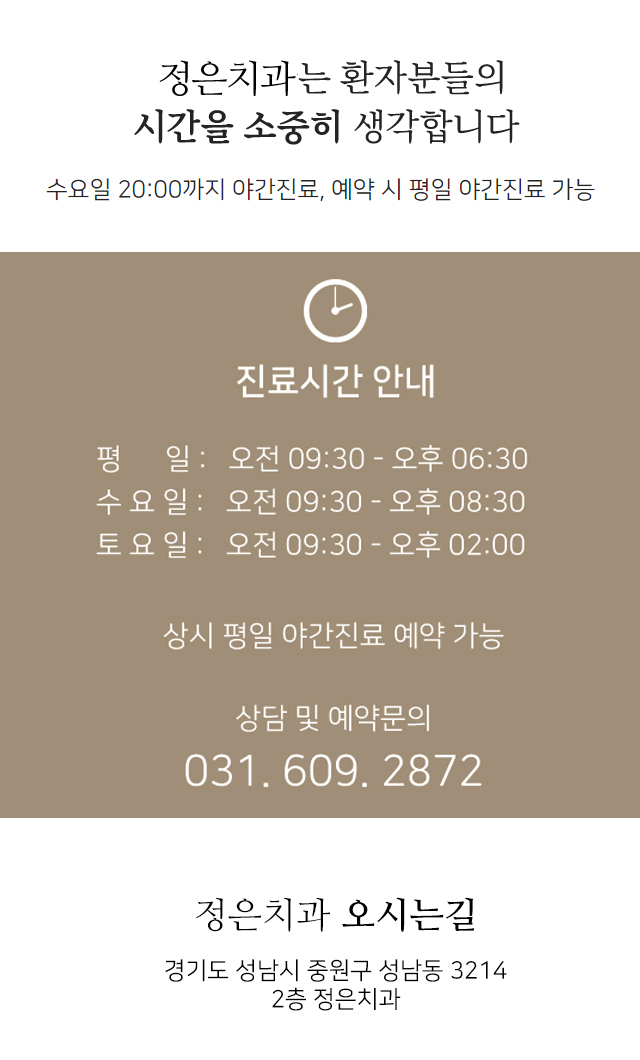 정은치과는 환자분들의
시간을 소중히 생각합니다
수요일 20:00까지 야간진료, 예약 시 평일 야간진료 가능
진료시간 안내
평 일 : 오전 09:30 - 오후 06:30
수 요 일 : 오전 09:30 - 오후 08:30
토 요 일 : 오전 09:30 - 오후 02:00
상시 평일 야간진료 예약 가능
상담 및 예약문의
031. 609. 2872
정은치과 오시는길
경기도 성남시 중원구 성남동 3214
2층 정은치과